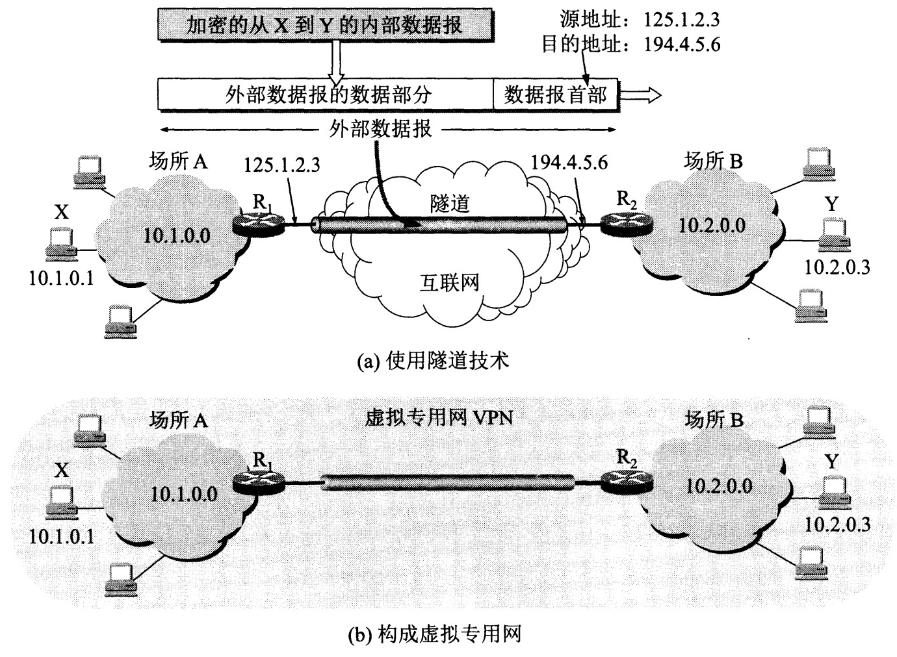 加密的从 X 到 Y 的内部数据报
源地址：125.1.2.3
目的地址：194.4.5.6
外部数据报的数据部分
数据报首部
外部数据报
场所 A
125.1.2.3
194.4.5.6
场所 B
X
R1
隧道
R2
Y
10.1.0.0
10.2.0.0
10.1.0.1
互联网
10.2.0.3
(a) 使用隧道技术
场所 A
虚拟专用网 VPN
场所 B
X
R1
R2
Y
10.1.0.0
10.2.0.0
10.1.0.1
10.2.0.3
(b) 构成虚拟专用网